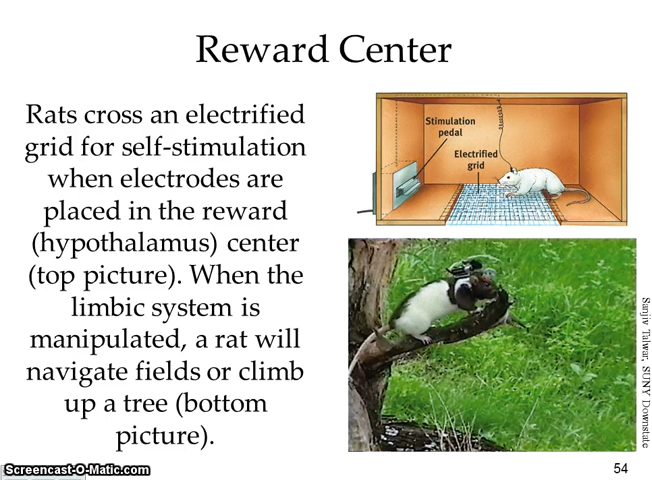 Reward Center
Rats cross an electrified
grid for self-stimulation
when electrodes are
placed in the reward
(hypothalamus) center
(top picture). When the
limbic system is
manipulated, a rat will
navigate fields or climb
up a tree (bottom
picture).
Stimulation
pedal
Electrified
grid
Sanjiv Talwar, SUNY Downstate
Screencast-O-Matic.com
54